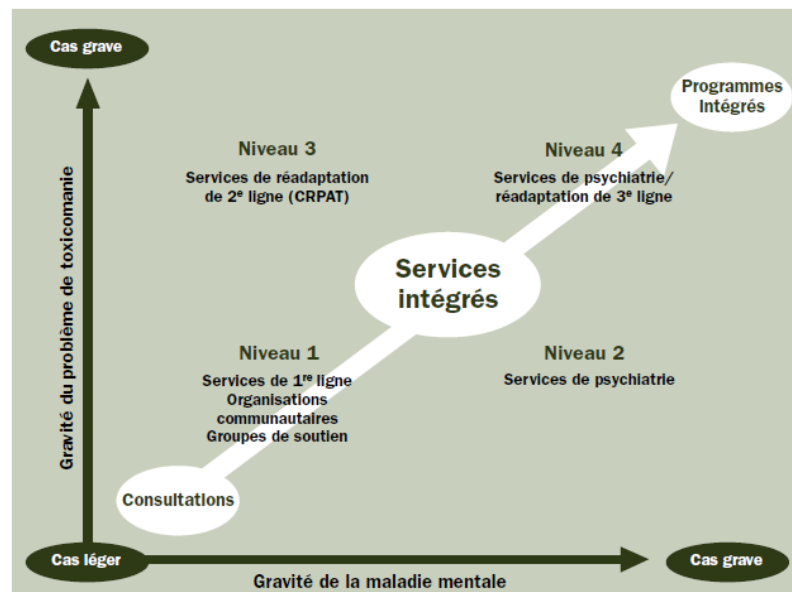 Cas grave
Programmes
Intégrés
Niveau 3
Services de réadaptation
de 2e ligne (CRPAT)
Niveau 4
Services de psychiatrie/
réadaptation de 3e ligne
Gravité du problème de toxicomanie
Services
intégrés
Niveau 1
Services de 1re ligne
Organisations
communautaires
Groupes de soutien
Niveau 2
Services de psychiatrie
Consultations
Cas léger
Cas grave
Gravité de la maladie mentale